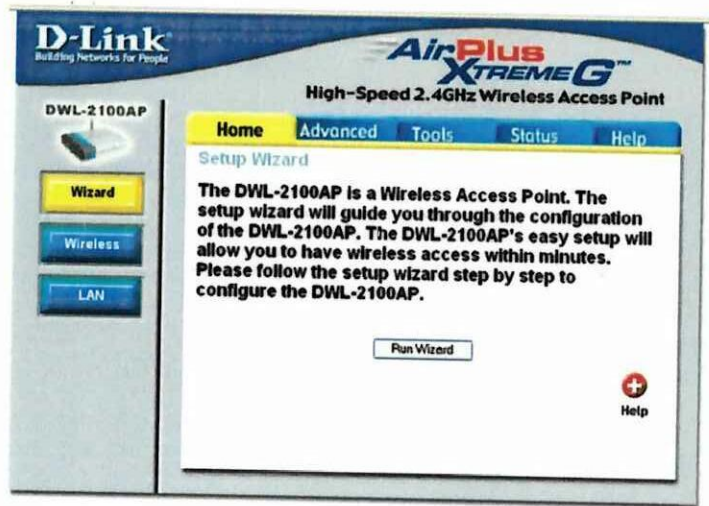 D-Link
Building Networks for People
AirPlus
XTREME G™
High-Speed 2.4GHz Wireless Access Point
DWL-2100AP
Home Advanced Tools Status Help
Wizard
Wireless
LAN
Setup Wizard
The DWL-2100AP is a Wireless Access Point. The
setup wizard will guide you through the configuration
of the DWL-2100AP. The DWL-2100AP's easy setup will
allow you to have wireless access within minutes.
Please follow the setup wizard step by step to
configure the DWL-2100AP.
Run Wizard
Help